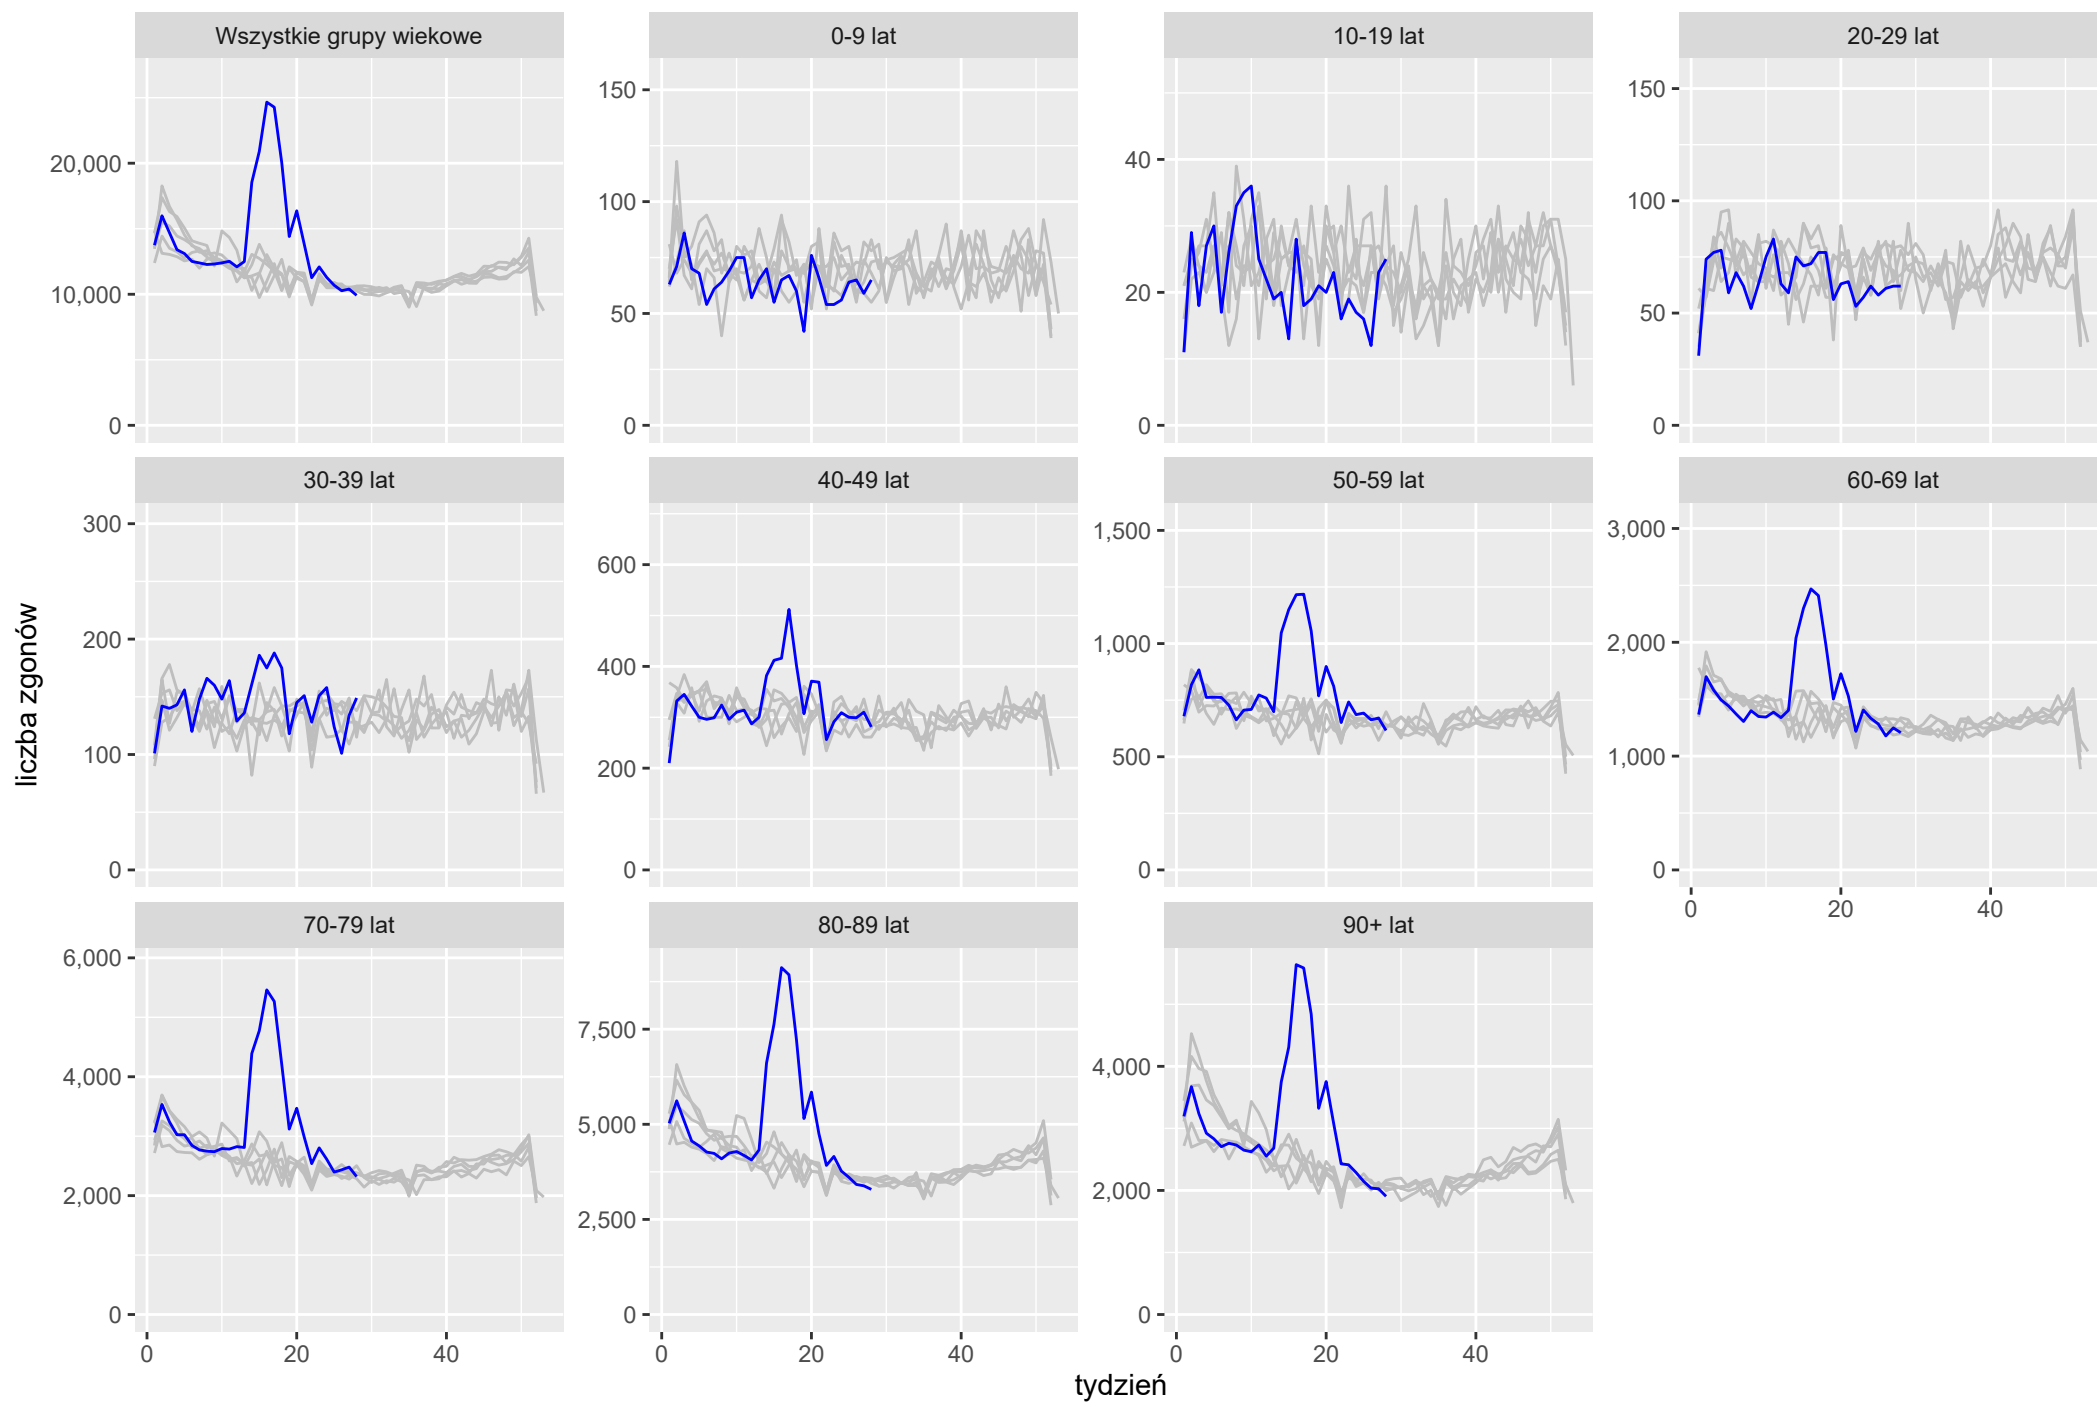 Wszystkie grupy wiekowe
0-9 lat
10-19 lat
20-29 lat
20,000
10,000
0
150
100
50
0
40
20
0
150
100
50
0
30-39 lat
40-49 lat
50-59 lat
60-69 lat
300
200
100
0
600
400
200
0
1,500
1,000
500
0
3,000
2,000
1,000
0
0 20 40
70-79 lat
80-89 lat
90+ lat
6,000
4,000
2,000
0
7,500
5,000
2,500
0
4,000
2,000
0
0 20 40
0 20 40
0 20 40
tydzień
liczba zgonów